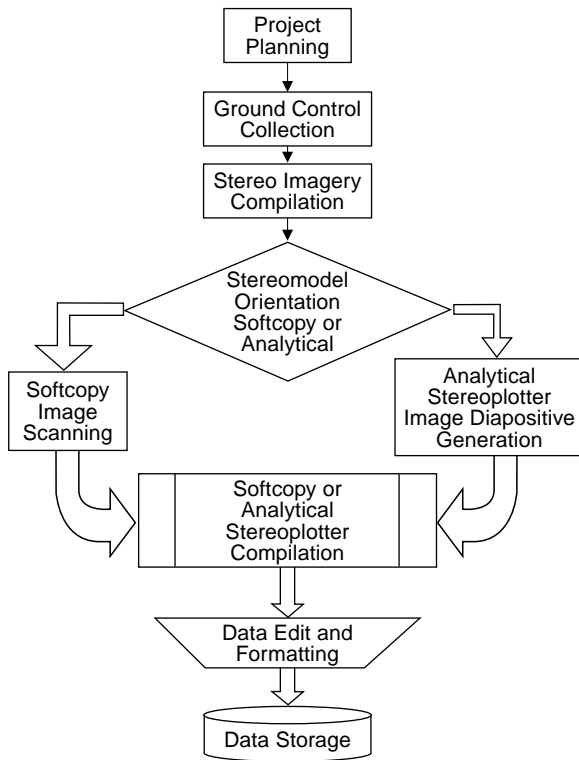 Project
Planning
Ground Control
Collection
Stereo Imagery
Compilation
Stereomodel
Orientation
Softcopy or
Analytical
Softcopy
Image
Scanning
Analytical
Stereoplotter
Image Diapositive
Generation
Softcopy or
Analytical
Stereoplotter
Compilation
Data Edit and
Formatting
Data Storage